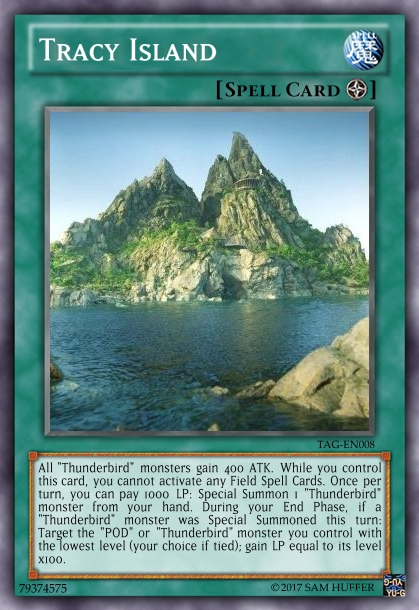 TRACY ISLAND
魔
[SPELL CARD ]
TAG-EN008
All "Thunderbird" monsters gain 400 ATK. While you control
this card, you cannot activate any Field Spell Cards. Once per
turn, you can pay 1000 LP: Special Summon 1 "Thunderbird"
monster from your hand. During your End Phase, if a
"Thunderbird" monster was Special Summoned this turn:
Target the "POD" or "Thunderbird" monster you control with
the lowest level (your choice if tied); gain LP equal to its level
x100.
79374575
©2017 SAM HUFFER
YU-G